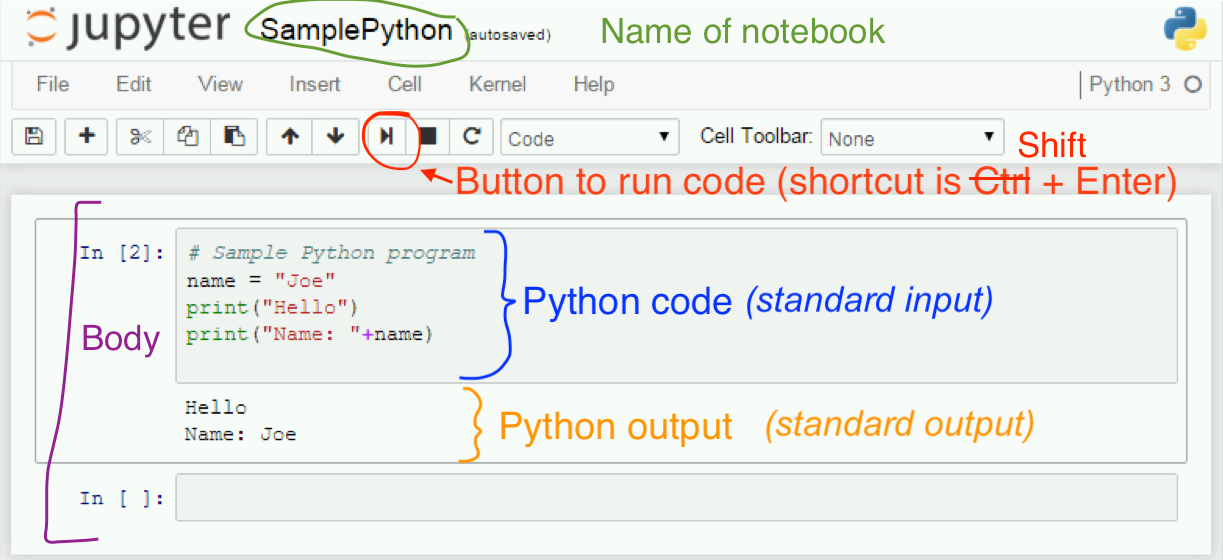 jupyter SamplePython (autosaved) Name of notebook
File Edit View Insert Cell Kernel Help Python 3
Code Cell Toolbar: None
Shift
Button to run code (shortcut is Ctrl + Enter)
In [2]: # Sample Python program
name = "Joe"
print("Hello")
print("Name: "+name)
Python code (standard input)
Body
Hello
Name: Joe
Python output (standard output)
In [ ]: